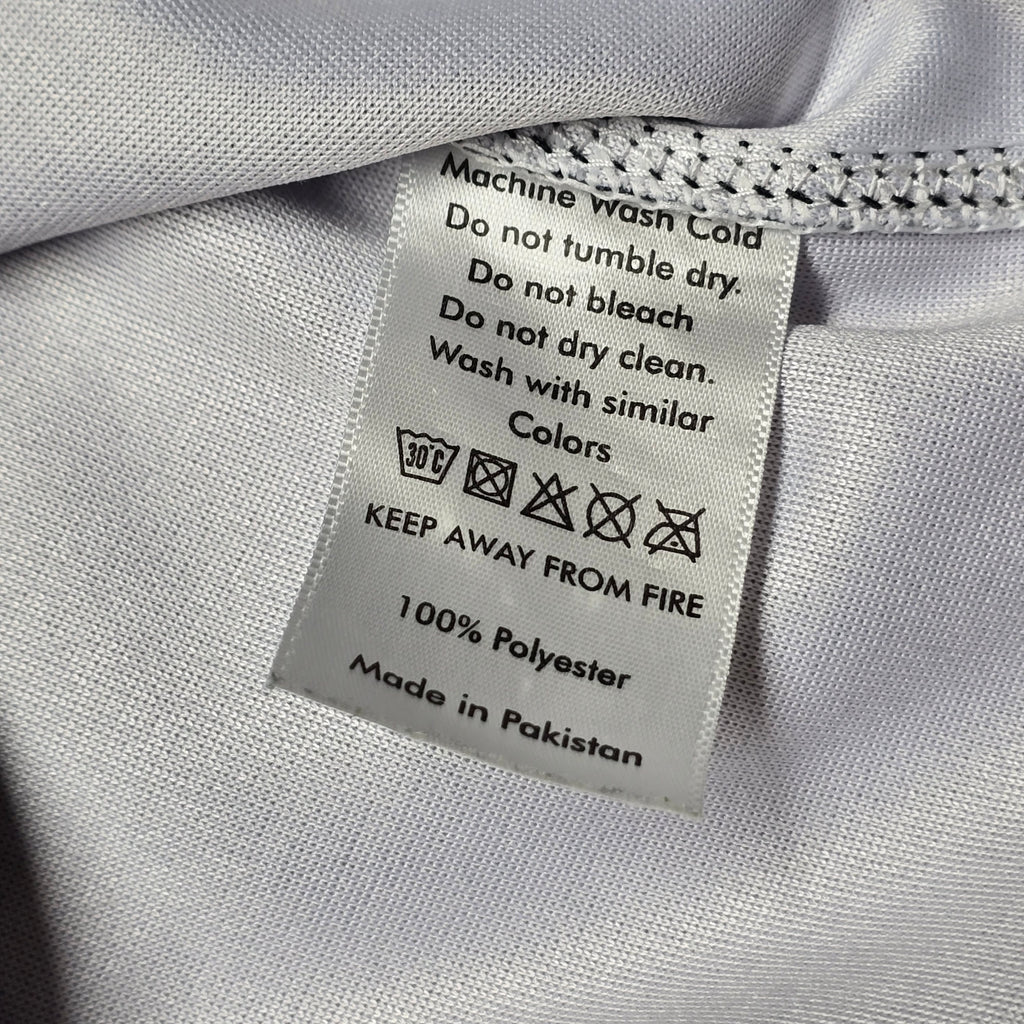 Machine Wash Cold
Do not tumble dry.
Do not bleach
Do not dry clean.
Wash with similar
Colors
30°C
KEEP AWAY FROM FIRE
100% Polyester
Made in Pakistan